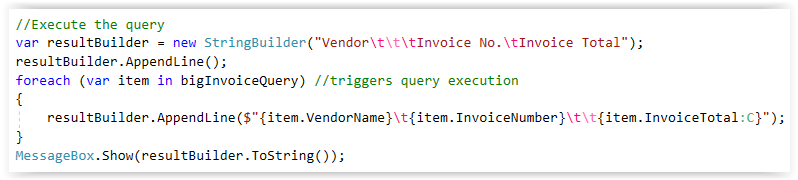 //Execute the query
var resultBuilder = new StringBuilder("Vendor\t\t\tInvoice No.\tInvoice Total");
resultBuilder.AppendLine();
foreach (var item in bigInvoiceQuery) //triggers query execution
{
    resultBuilder.AppendLine($"{item.VendorName}\t{item.InvoiceNumber}\t\t{item.InvoiceTotal:C}");
}
MessageBox.Show(resultBuilder.ToString());